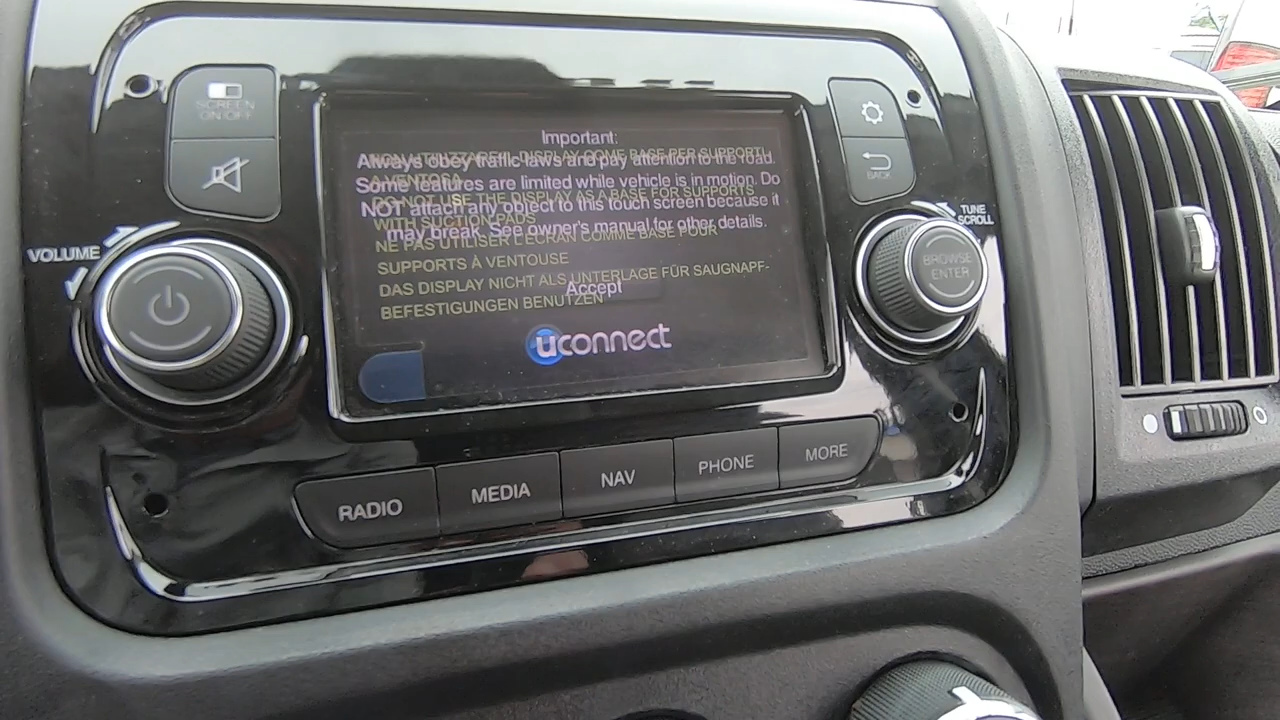 SCREEN
ON/OFF
VOLUME
Important:
Always obey traffic laws and pay attention to the road.
Some features are limited while vehicle is in motion. Do
NOT attach any object to this touch screen because it
may break. See owner's manual for other details.
Accept
uconnect
NON UTILIZZARE IL DISPLAY COME BASE PER SUPPORTI
A VENTOSA
DO NOT USE THE DISPLAY AS A BASE FOR SUPPORTS
WITH SUCTION PADS
NE PAS UTILISER L'ÉCRAN COMME BASE POUR
SUPPORTS À VENTOUSE
DAS DISPLAY NICHT ALS UNTERLAGE FÜR SAUGNAPF-
BEFESTIGUNGEN BENUTZEN
BACK
TUNE
SCROLL
BROWSE
ENTER
RADIO
MEDIA
NAV
PHONE
MORE